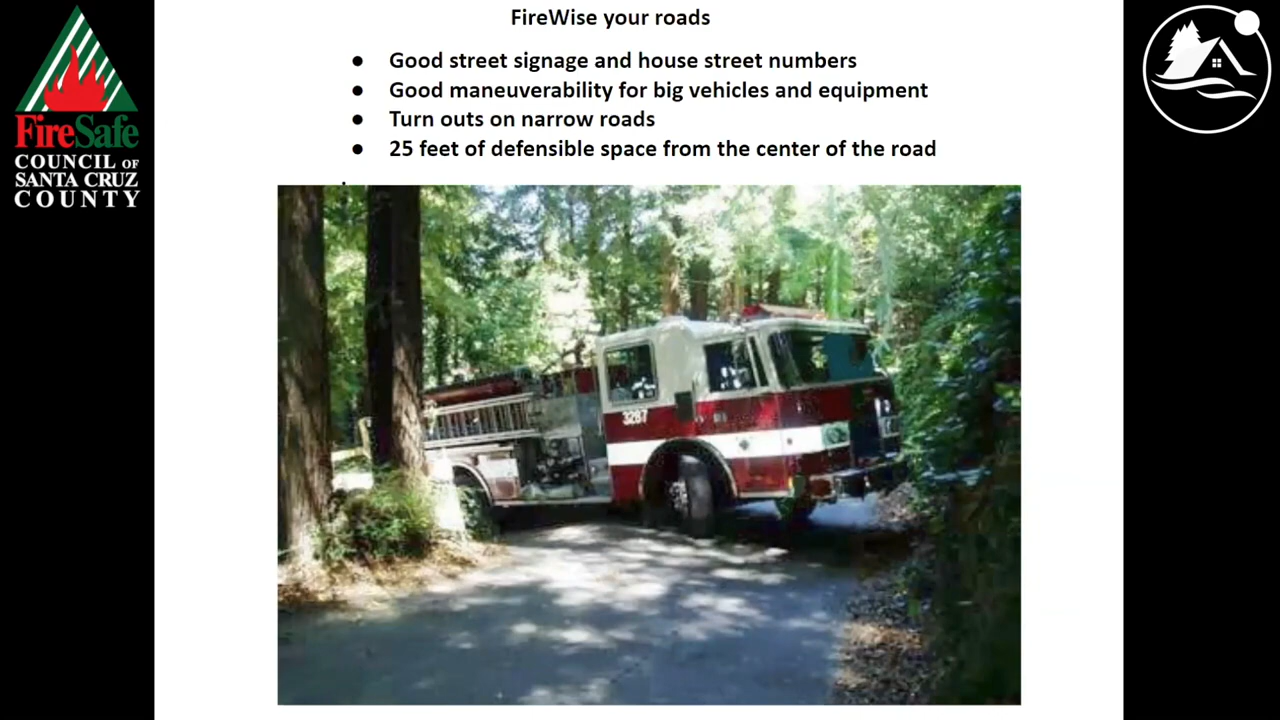 FireWise your roads
● Good street signage and house street numbers
● Good maneuverability for big vehicles and equipment
● Turn outs on narrow roads
● 25 feet of defensible space from the center of the road
FireSafe
COUNCIL OF
SANTA CRUZ
COUNTY
3287